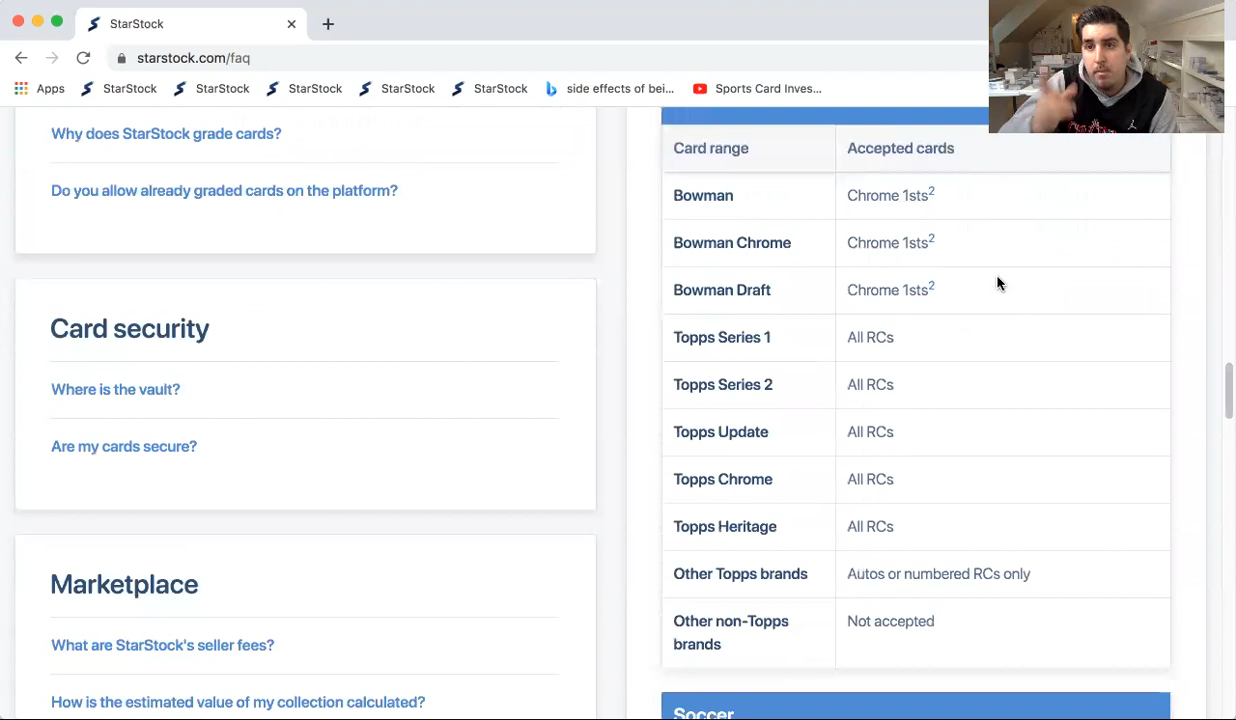 StarStock
starstock.com/faq
Apps
StarStock
StarStock
StarStock
StarStock
StarStock
side effects of bei...
Sports Card Inves...
Why does StarStock grade cards?
Do you allow already graded cards on the platform?
Card security
Where is the vault?
Are my cards secure?
Marketplace
What are StarStock's seller fees?
How is the estimated value of my collection calculated?
Card range Accepted cards
Bowman Chrome 1sts²
Bowman Chrome Chrome 1sts²
Bowman Draft Chrome 1sts²
Topps Series 1 All RCs
Topps Series 2 All RCs
Topps Update All RCs
Topps Chrome All RCs
Topps Heritage All RCs
Other Topps brands Autos or numbered RCs only
Other non-Topps Not accepted
brands
Soccer